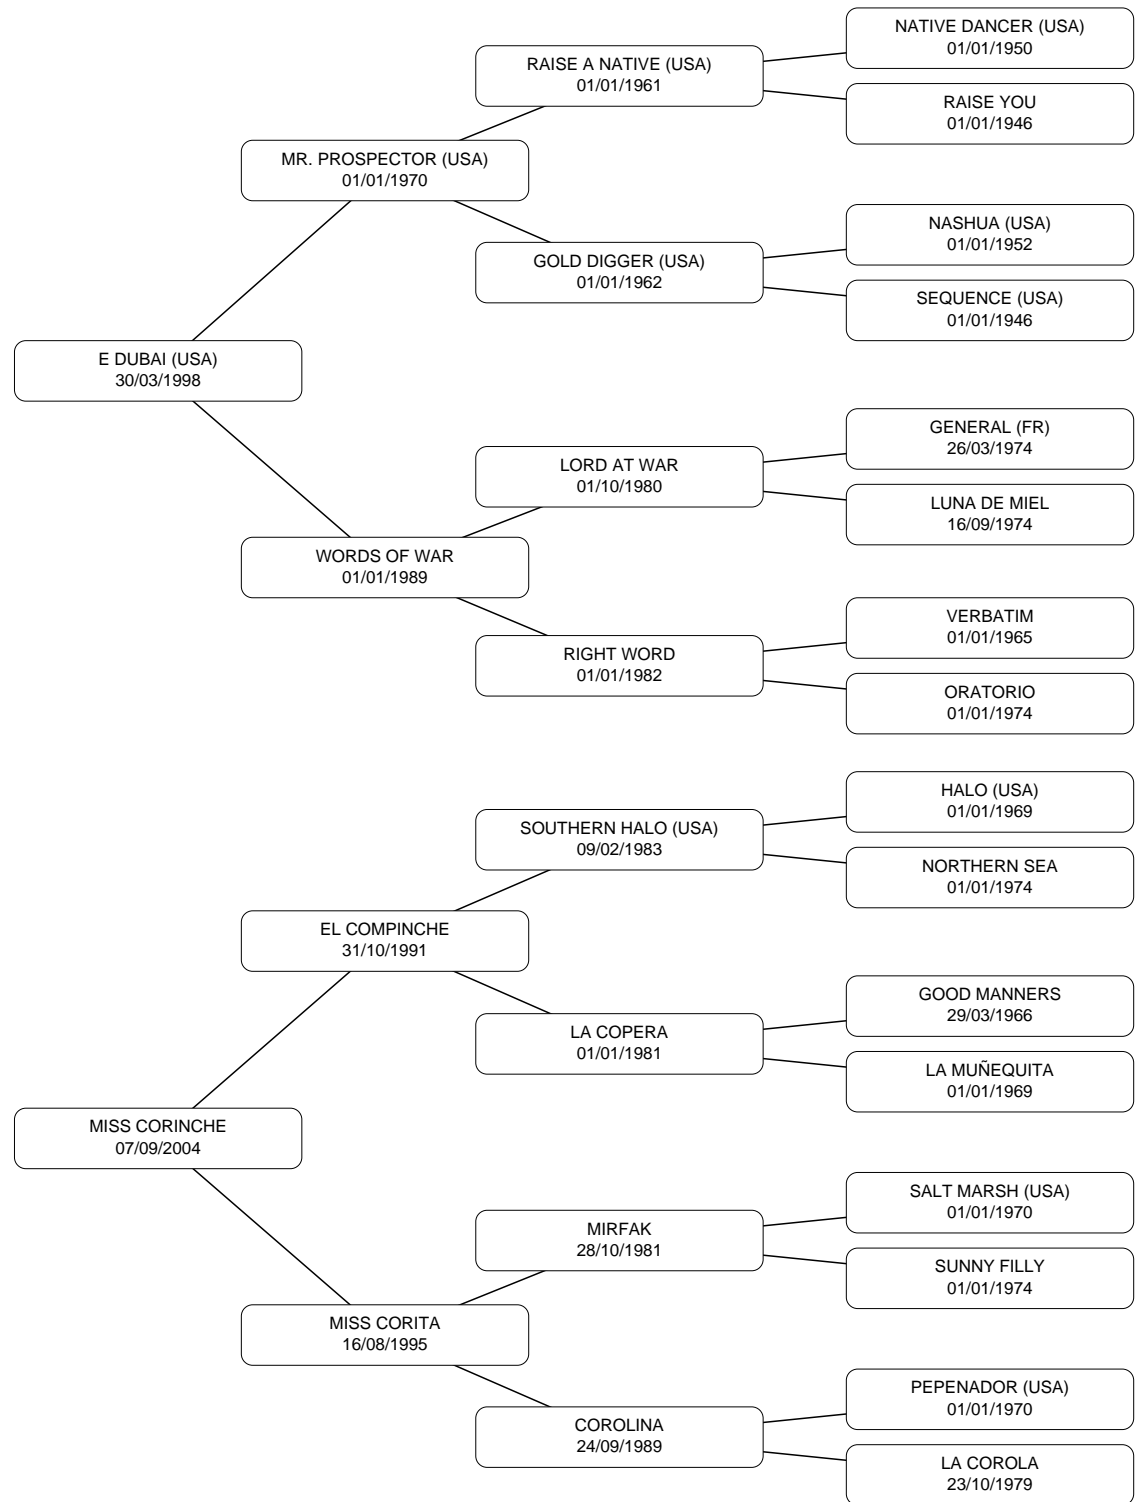 NATIVE DANCER (USA)
01/01/1950
RAISE A NATIVE (USA)
01/01/1961
RAISE YOU
01/01/1946
MR. PROSPECTOR (USA)
01/01/1970
NASHUA (USA)
01/01/1952
GOLD DIGGER (USA)
01/01/1962
SEQUENCE (USA)
01/01/1946
E DUBAI (USA)
30/03/1998
GENERAL (FR)
26/03/1974
LORD AT WAR
01/10/1980
LUNA DE MIEL
16/09/1974
WORDS OF WAR
01/01/1989
VERBATIM
01/01/1965
RIGHT WORD
01/01/1982
ORATORIO
01/01/1974
HALO (USA)
01/01/1969
SOUTHERN HALO (USA)
09/02/1983
NORTHERN SEA
01/01/1974
EL COMPINCHE
31/10/1991
GOOD MANNERS
29/03/1966
LA COPERA
01/01/1981
LA MUÑEQUITA
01/01/1969
MISS CORINCHE
07/09/2004
SALT MARSH (USA)
01/01/1970
MIRFAK
28/10/1981
SUNNY FILLY
01/01/1974
MISS CORITA
16/08/1995
PEPENADOR (USA)
01/01/1970
COROLINA
24/09/1989
LA COROLA
23/10/1979